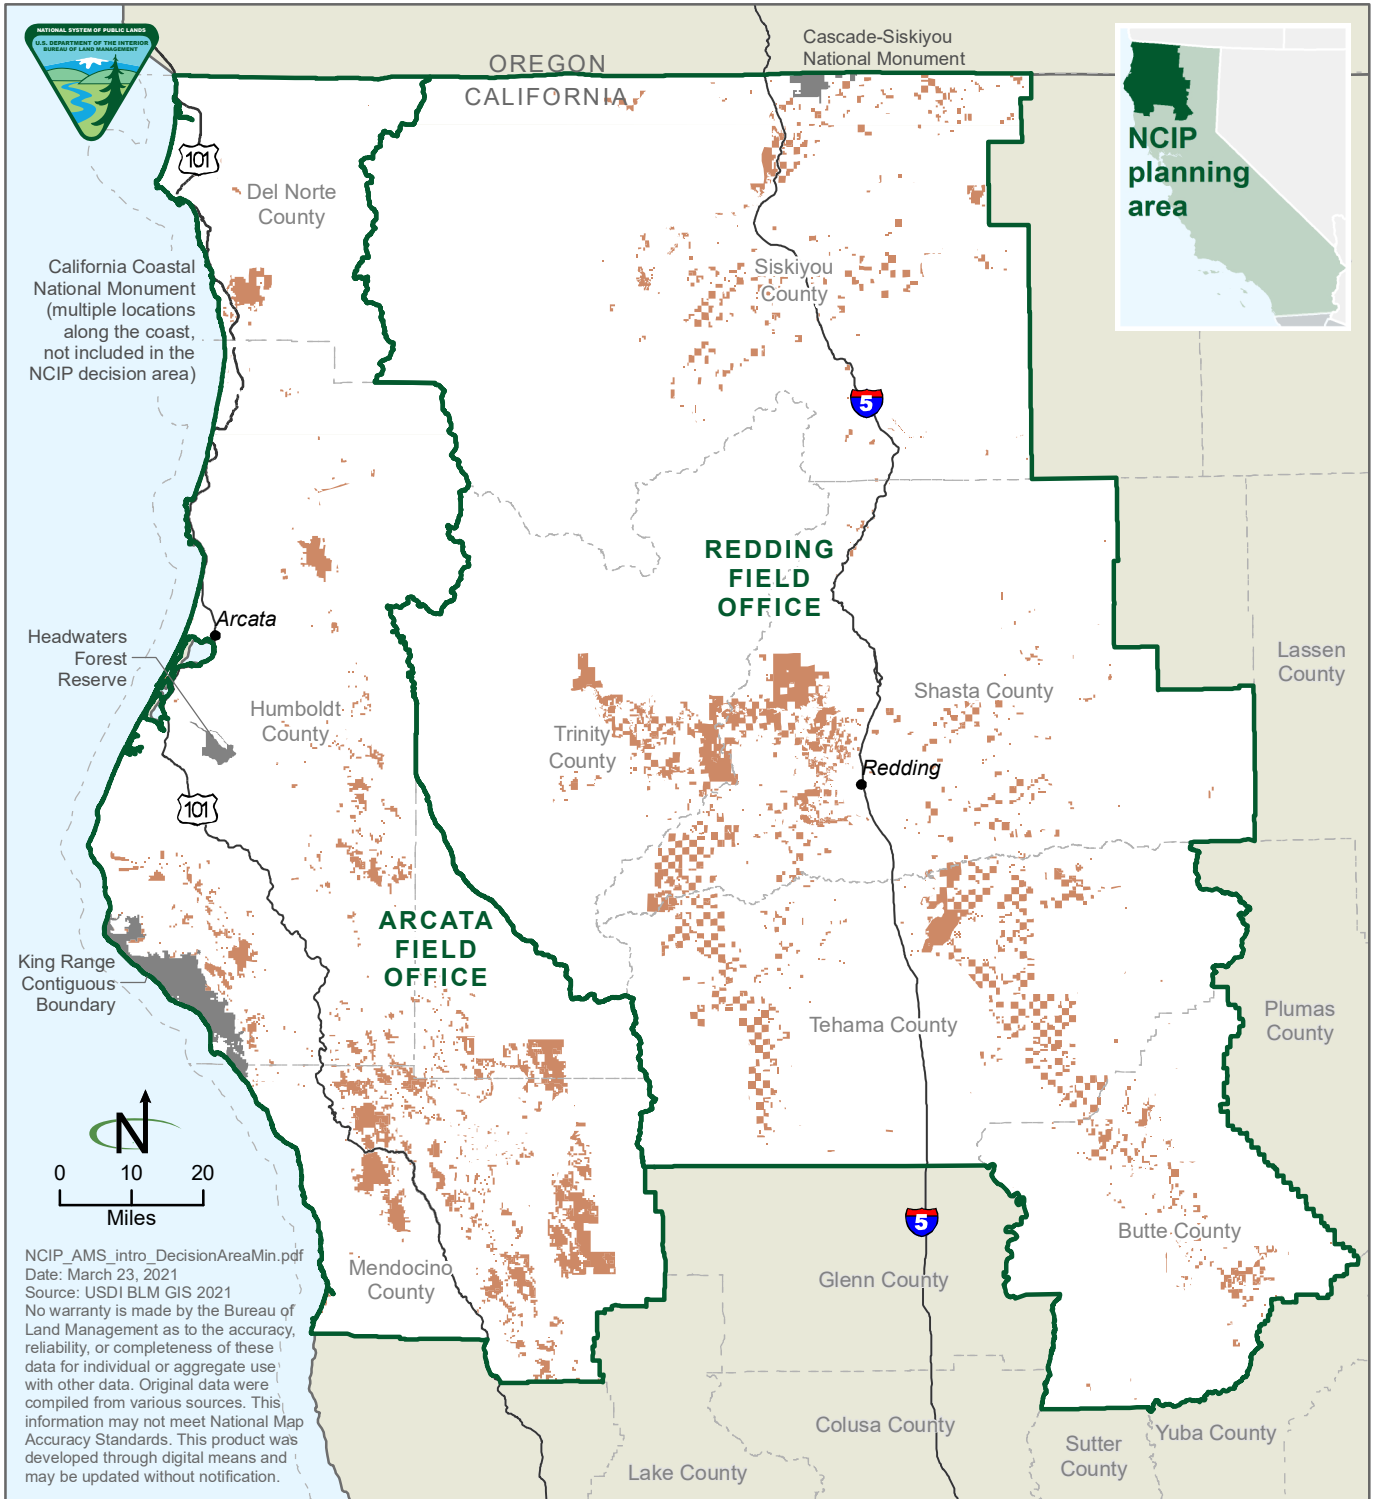 NATIONAL SYSTEM OF PUBLIC LANDS
U.S. DEPARTMENT OF THE INTERIOR
BUREAU OF LAND MANAGEMENT
OREGON
CALIFORNIA
Cascade-Siskiyou
National Monument
NCIP
planning
area
101
Del Norte
County
California Coastal
National Monument
(multiple locations
along the coast,
not included in the
NCIP decision area)
Siskiyou
County
5
REDDING
FIELD
OFFICE
Arcata
Headwaters
Forest
Reserve
Humboldt
County
Trinity
County
Shasta County
Lassen
County
Redding
101
ARCATA
FIELD
OFFICE
King Range
Contiguous
Boundary
Tehama County
Plumas
County
N
0 10 20
Miles
5
Butte County
Mendocino
County
Glenn County
NCIP_AMS_intro_DecisionAreaMin.pdf
Date: March 23, 2021
Source: USDI BLM GIS 2021
No warranty is made by the Bureau of
Land Management as to the accuracy,
reliability, or completeness of these
data for individual or aggregate use
with other data. Original data were
compiled from various sources. This
information may not meet National Map
Accuracy Standards. This product was
developed through digital means and
may be updated without notification.
Colusa County
Yuba County
Sutter
County
Lake County